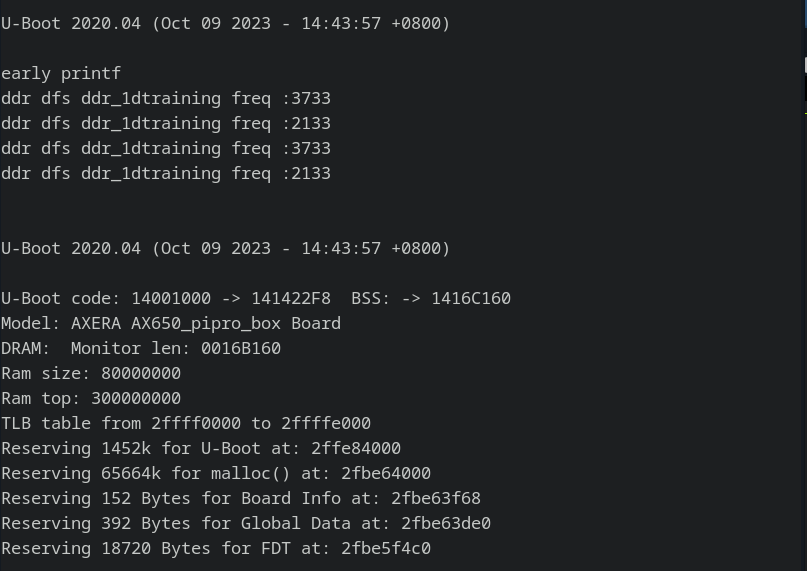 U-Boot 2020.04 (Oct 09 2023 - 14:43:57 +0800)
early printf
ddr dfs ddr_1dtraining freq :3733
ddr dfs ddr_1dtraining freq :2133
ddr dfs ddr_1dtraining freq :3733
ddr dfs ddr_1dtraining freq :2133
U-Boot 2020.04 (Oct 09 2023 - 14:43:57 +0800)
U-Boot code: 14001000 -> 141422F8  BSS: -> 1416C160
Model: AXERA AX650_pipro_box Board
DRAM:  Monitor len: 0016B160
Ram size: 80000000
Ram top: 300000000
TLB table from 2ffff0000 to 2ffffe000
Reserving 1452k for U-Boot at: 2ffe84000
Reserving 65664k for malloc() at: 2fbe64000
Reserving 152 Bytes for Board Info at: 2fbe63f68
Reserving 392 Bytes for Global Data at: 2fbe63de0
Reserving 18720 Bytes for FDT at: 2fbe5f4c0